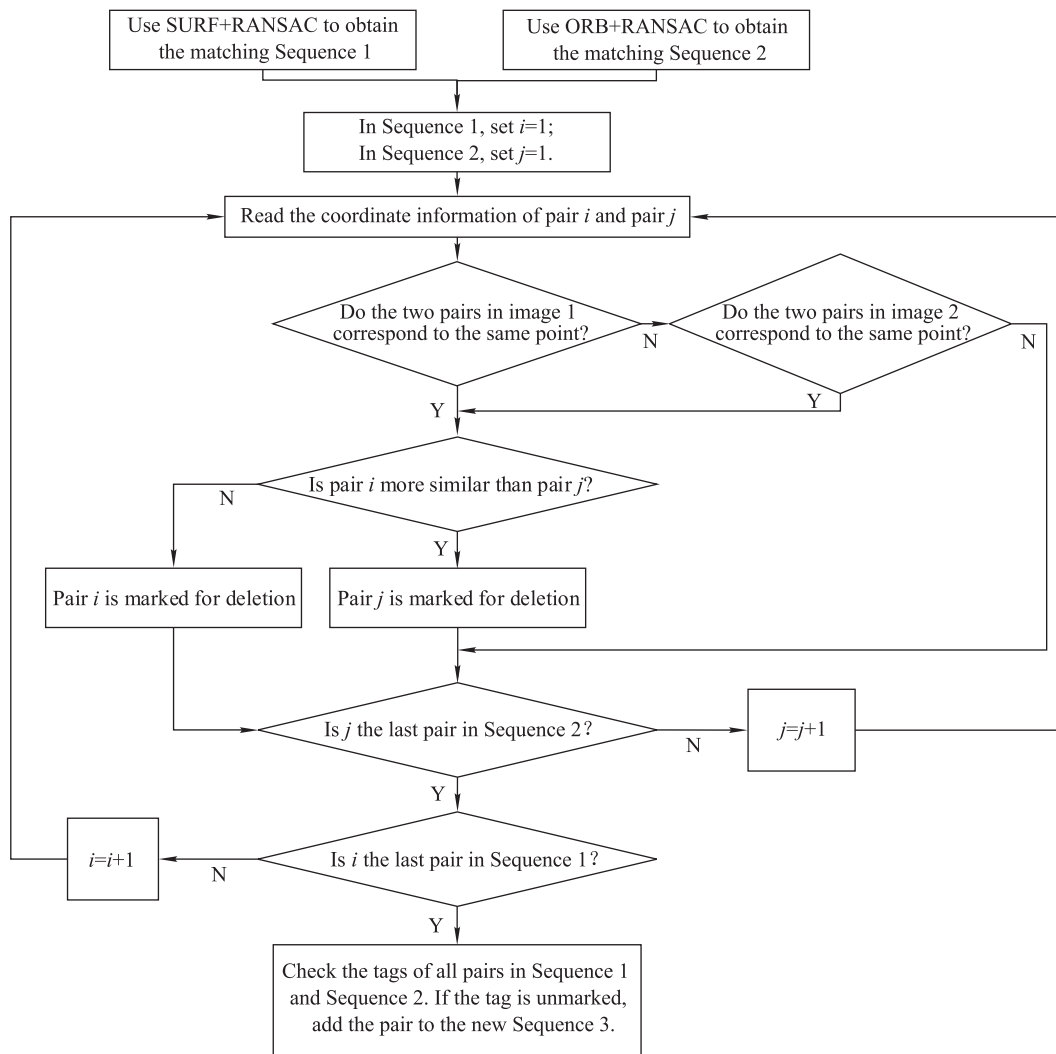 Use SURF+RANSAC to obtain
the matching Sequence 1
Use ORB+RANSAC to obtain
the matching Sequence 2
In Sequence 1, set i=1;
In Sequence 2, set j=1.
Read the coordinate information of pair i and pair j
Do the two pairs in image 1
correspond to the same point?
N
Do the two pairs in image 2
correspond to the same point?
N
Y
Y
Is pair i more similar than pair j?
N
Y
Pair i is marked for deletion
Pair j is marked for deletion
Is j the last pair in Sequence 2?
N
j=j+1
Y
Is i the last pair in Sequence 1?
N
i=i+1
Y
Check the tags of all pairs in Sequence 1
and Sequence 2. If the tag is unmarked,
add the pair to the new Sequence 3.